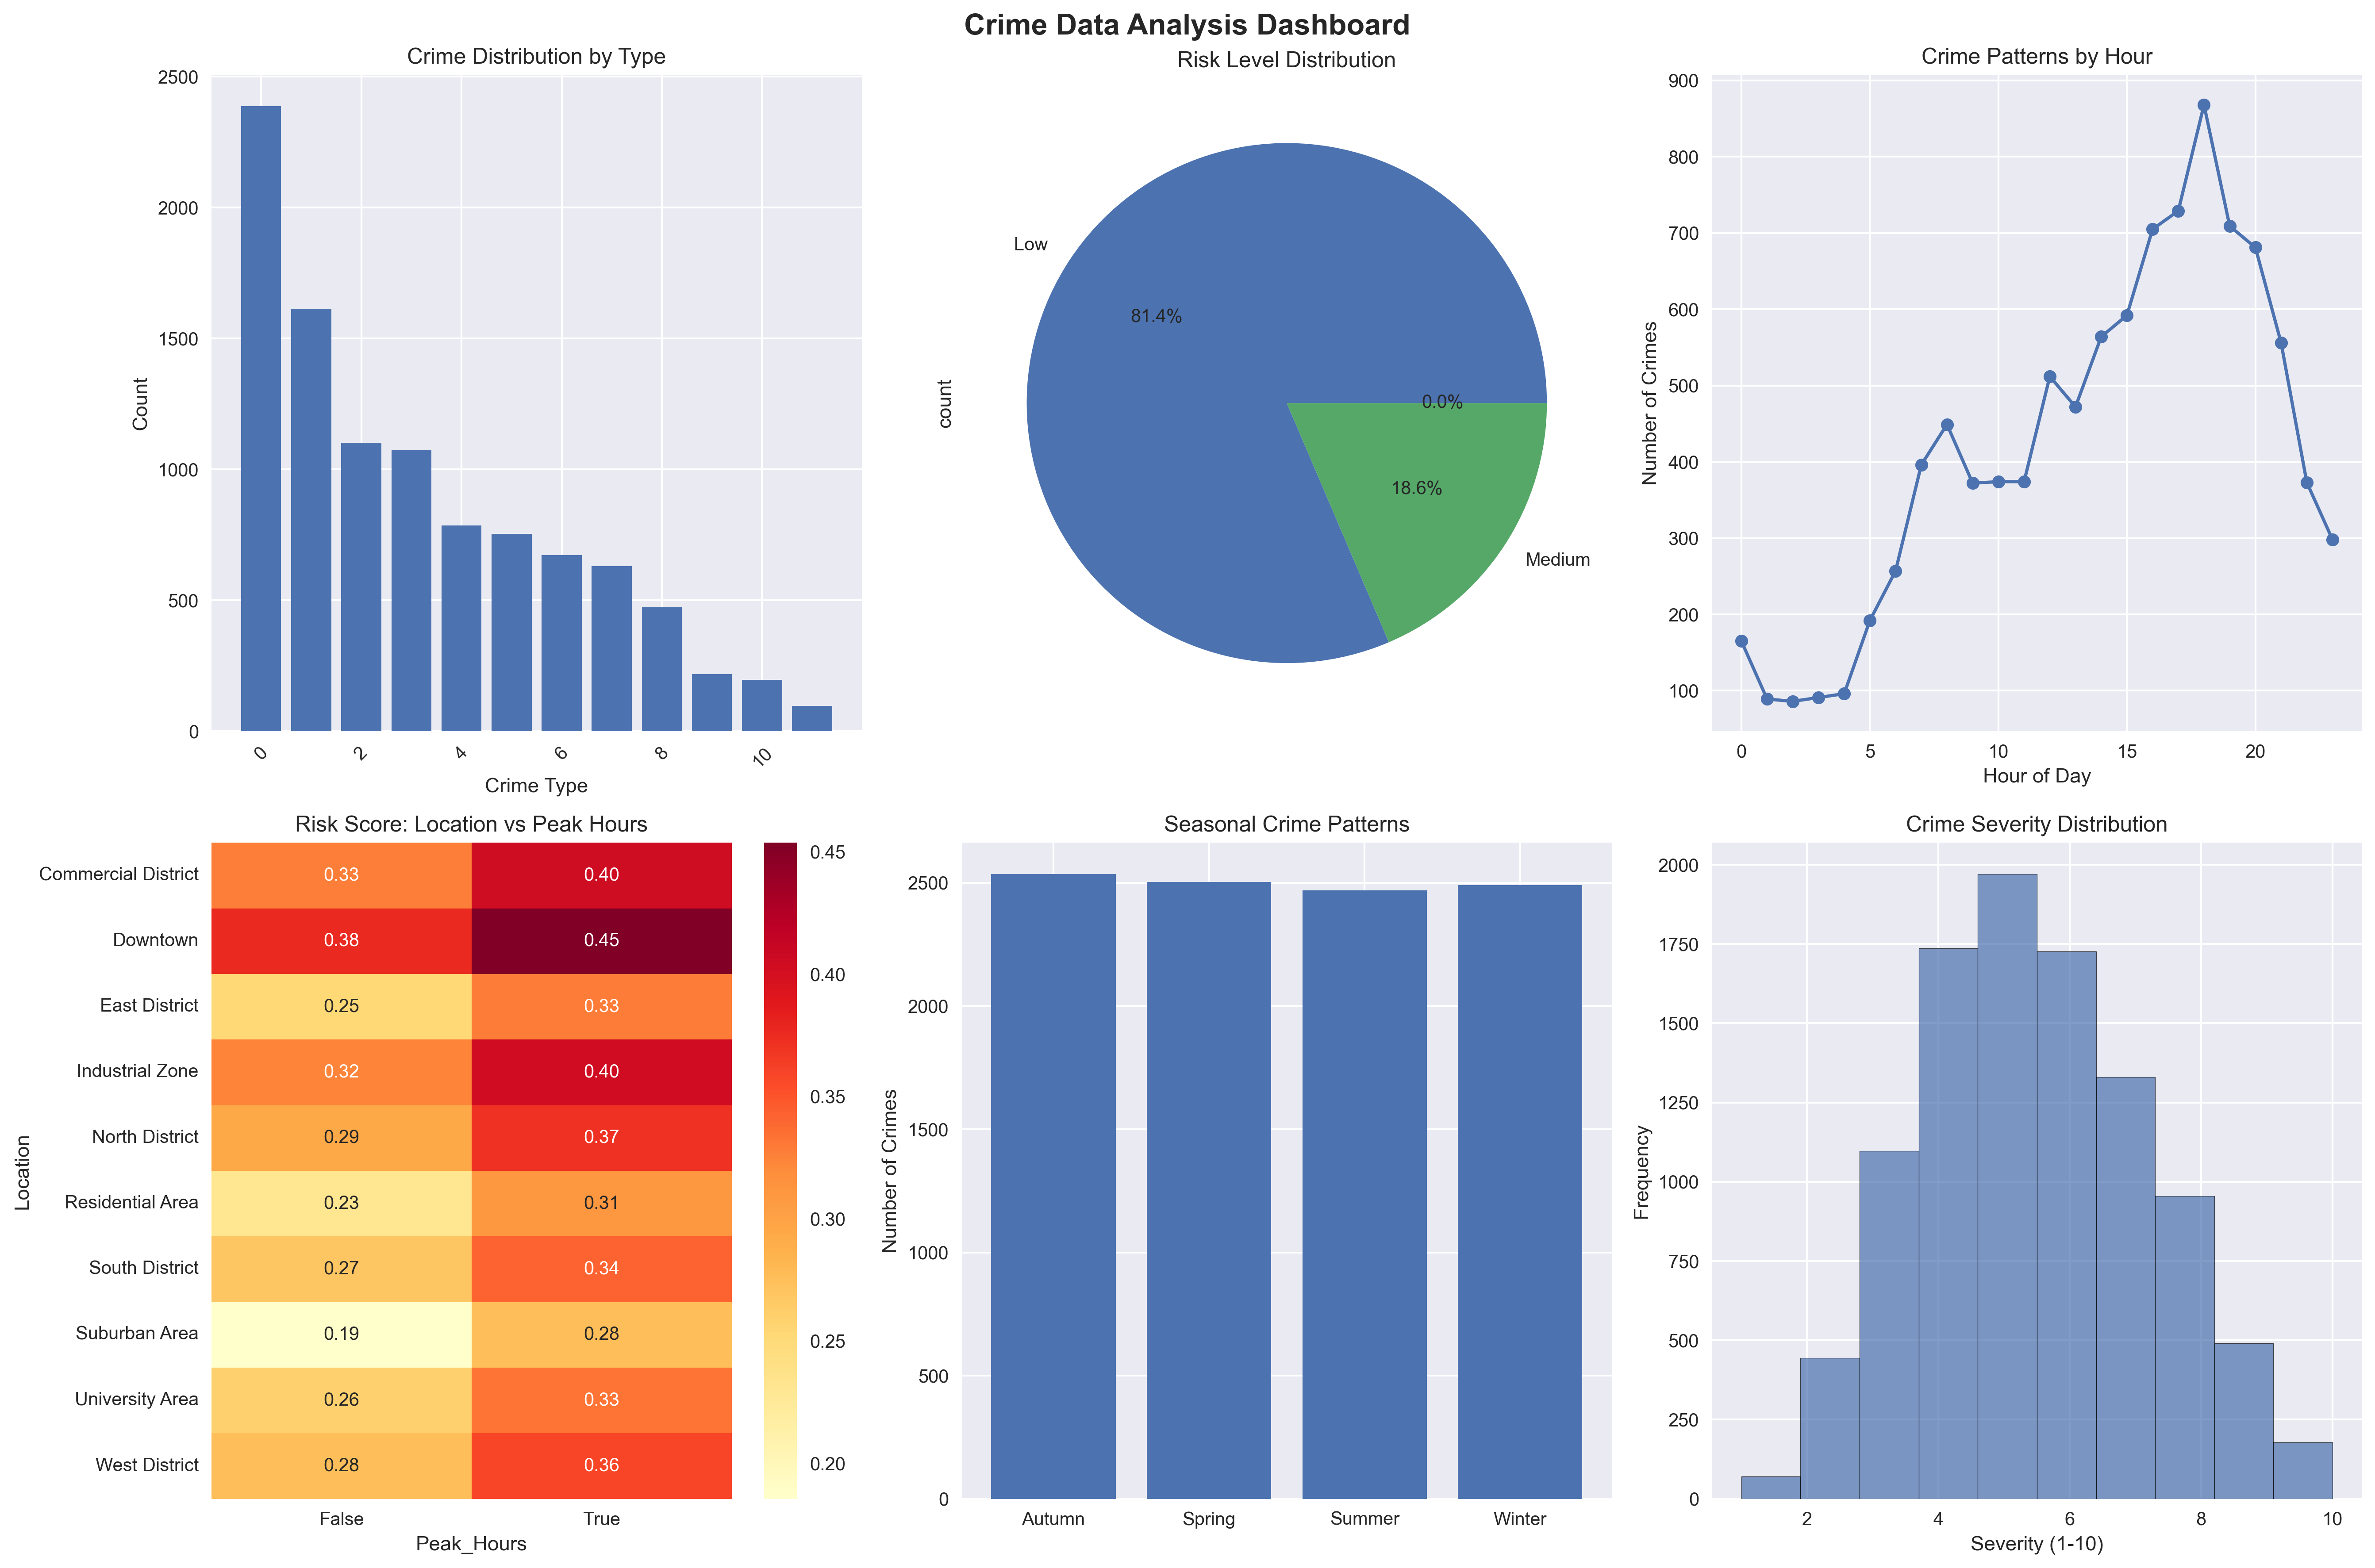 Crime Data Analysis Dashboard
Crime Distribution by Type
2500
2000
1500
1000
500
0
Count
0
2
4
6
8
10
Crime Type
Risk Level Distribution
count
Low
81.4%
0.0%
18.6%
Medium
Crime Patterns by Hour
900
800
700
600
500
400
300
200
100
Number of Crimes
0
5
10
15
20
Hour of Day
Risk Score: Location vs Peak Hours
Location
Commercial District 0.33 0.40
Downtown 0.38 0.45
East District 0.25 0.33
Industrial Zone 0.32 0.40
North District 0.29 0.37
Residential Area 0.23 0.31
South District 0.27 0.34
Suburban Area 0.19 0.28
University Area 0.26 0.33
West District 0.28 0.36
False True
Peak_Hours
0.45
0.40
0.35
0.30
0.25
0.20
Seasonal Crime Patterns
2500
2000
1500
1000
500
0
Number of Crimes
Autumn
Spring
Summer
Winter
Crime Severity Distribution
2000
1750
1500
1250
1000
750
500
250
0
Frequency
2
4
6
8
10
Severity (1-10)